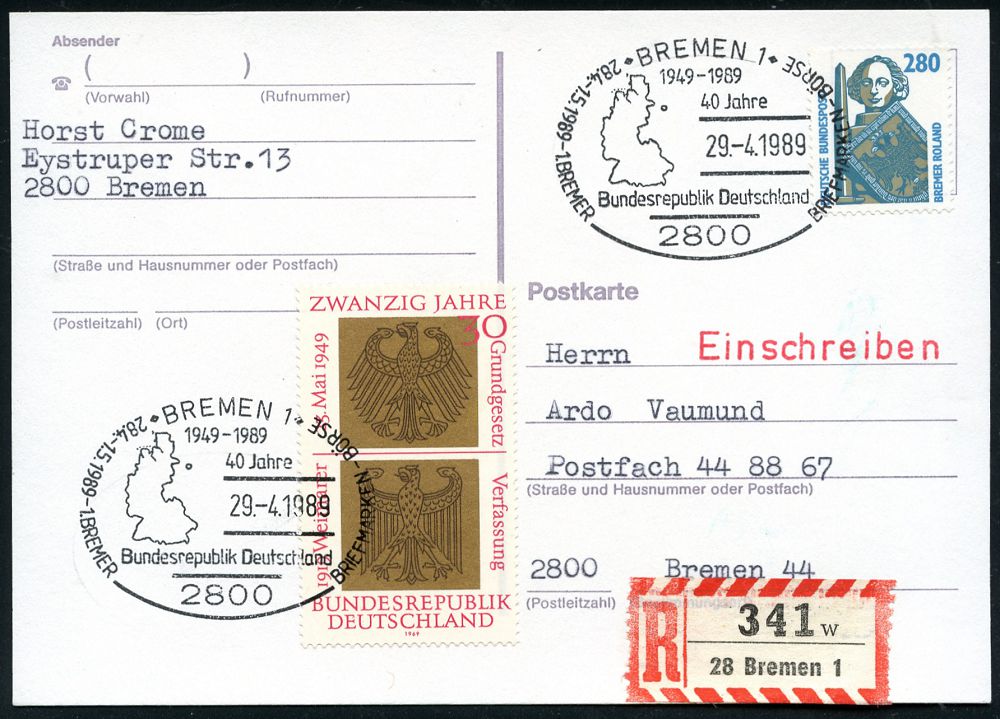 Absender
( )
(Vorwahl) (Rufnummer)
Horst Crome
Eystruper Str.13
2800 Bremen
(Straße und Hausnummer oder Postfach)
(Postleitzahl) (Ort)
BREMEN 1
28.4.-1.5.1989-1.BREMER BRIEFMARKEN-BÖRSE
1949-1989
40 Jahre
29.-4.1989
Bundesrepublik Deutschland
2800
280
DEUTSCHE BUNDESPOST
BREMER ROLAND
Postkarte
Einschreiben
Herrn
Ardo Vaumund
Postfach 44 88 67
(Straße und Hausnummer oder Postfach)
2800 Bremen 44
(Postleitzahl)
ZWANZIG JAHRE
30
Mai 1949
Grundgesetz
Weimarer
Verfassung
BUNDESREPUBLIK
DEUTSCHLAND
1969
BREMEN 1
28.4.-1.5.1989-1.BREMER BRIEFMARKEN-BÖRSE
1949-1989
40 Jahre
29.-4.1989
Bundesrepublik Deutschland
2800
R
341 w
28 Bremen 1